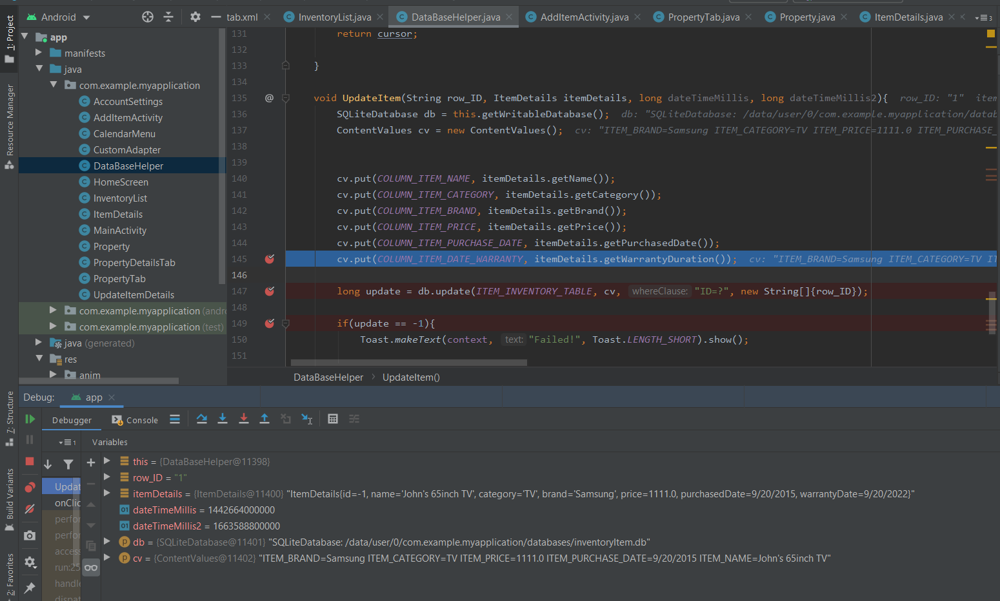 Android
tab.xml
InventoryList.java
DataBaseHelper.java
AddItemActivity.java
PropertyTab.java
Property.java
ItemDetails.java
3
1: Project
Resource Manager
7: Structure
Build Variants
2: Favorites
app
manifests
java
com.example.myapplication
AccountSettings
AddItemActivity
CalendarMenu
CustomAdapter
DataBaseHelper
HomeScreen
InventoryList
ItemDetails
MainActivity
Property
PropertyDetailsTab
PropertyTab
UpdateItemDetails
com.example.myapplication (andro
com.example.myapplication (test)
java (generated)
res
anim
131 return cursor;
132
133 }
134
135 @ void UpdateItem(String row_ID, ItemDetails itemDetails, long dateTimeMillis, long dateTimeMillis2){ row_ID: "1" item
136 SQLiteDatabase db = this.getWritableDatabase(); db: "SQLiteDatabase: /data/user/0/com.example.myapplication/datab
137 ContentValues cv = new ContentValues(); cv: "ITEM_BRAND=Samsung ITEM_CATEGORY=TV ITEM_PRICE=1111.0 ITEM_PURCHASE_
138
139
140 cv.put(COLUMN_ITEM_NAME, itemDetails.getName());
141 cv.put(COLUMN_ITEM_CATEGORY, itemDetails.getCategory());
142 cv.put(COLUMN_ITEM_BRAND, itemDetails.getBrand());
143 cv.put(COLUMN_ITEM_PRICE, itemDetails.getPrice());
144 cv.put(COLUMN_ITEM_PURCHASE_DATE, itemDetails.getPurchasedDate());
145 cv.put(COLUMN_ITEM_DATE_WARRANTY, itemDetails.getWarrantyDuration()); cv: "ITEM_BRAND=Samsung ITEM_CATEGORY=TV IT
146
147 long update = db.update(ITEM_INVENTORY_TABLE, cv, whereClause: "ID=?", new String[]{row_ID});
148
149 if(update == -1){
150 Toast.makeText(context, text: "Failed!", Toast.LENGTH_SHORT).show();
151
DataBaseHelper > UpdateItem()
Debug: app
Debugger Console
1 Variables
Updat
onClic
perfor
perfor
access
run:25
handle
dispat
this = {DataBaseHelper@11398}
row_ID = "1"
itemDetails = {ItemDetails@11400} "ItemDetails{id=-1, name='John's 65inch TV', category='TV', brand='Samsung', price=1111.0, purchasedDate=9/20/2015, warrantyDate=9/20/2022}"
01 dateTimeMillis = 1442664000000
01 dateTimeMillis2 = 1663588800000
p db = {SQLiteDatabase@11401} "SQLiteDatabase: /data/user/0/com.example.myapplication/databases/inventoryItem.db"
p cv = {ContentValues@11402} "ITEM_BRAND=Samsung ITEM_CATEGORY=TV ITEM_PRICE=1111.0 ITEM_PURCHASE_DATE=9/20/2015 ITEM_NAME=John's 65inch TV"